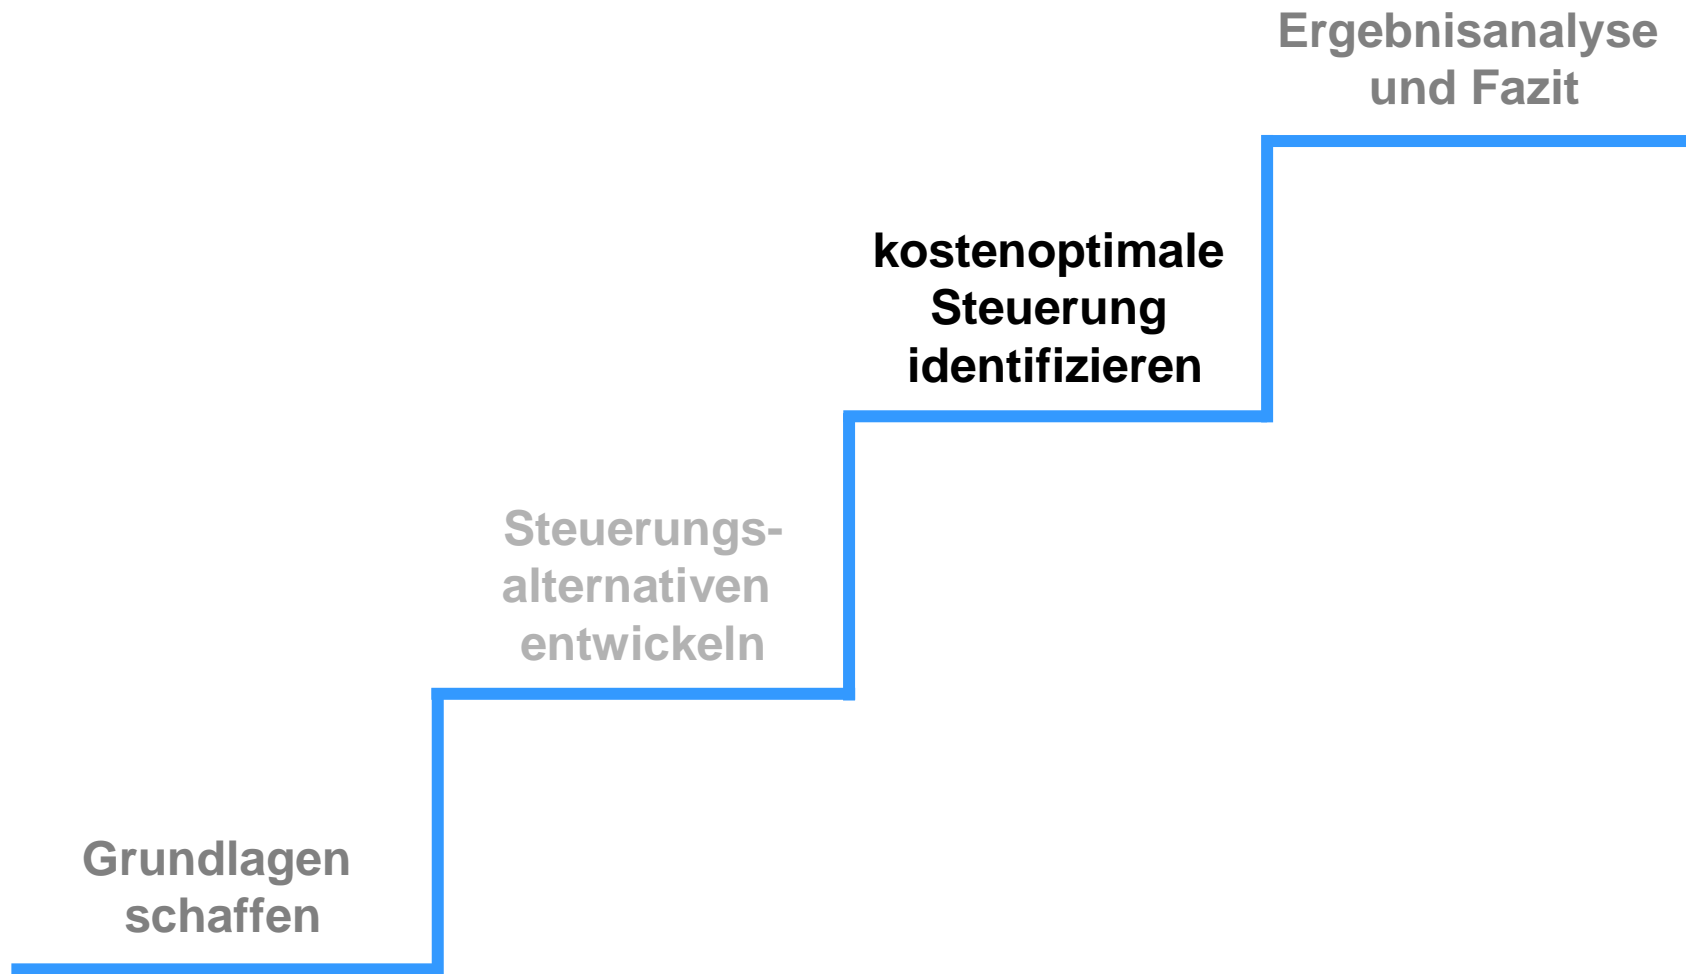 Ergebnisanalyse
und Fazit
kostenoptimale
Steuerung
identifizieren
Steuerungs-
alternativen
entwickeln
Grundlagen
schaffen